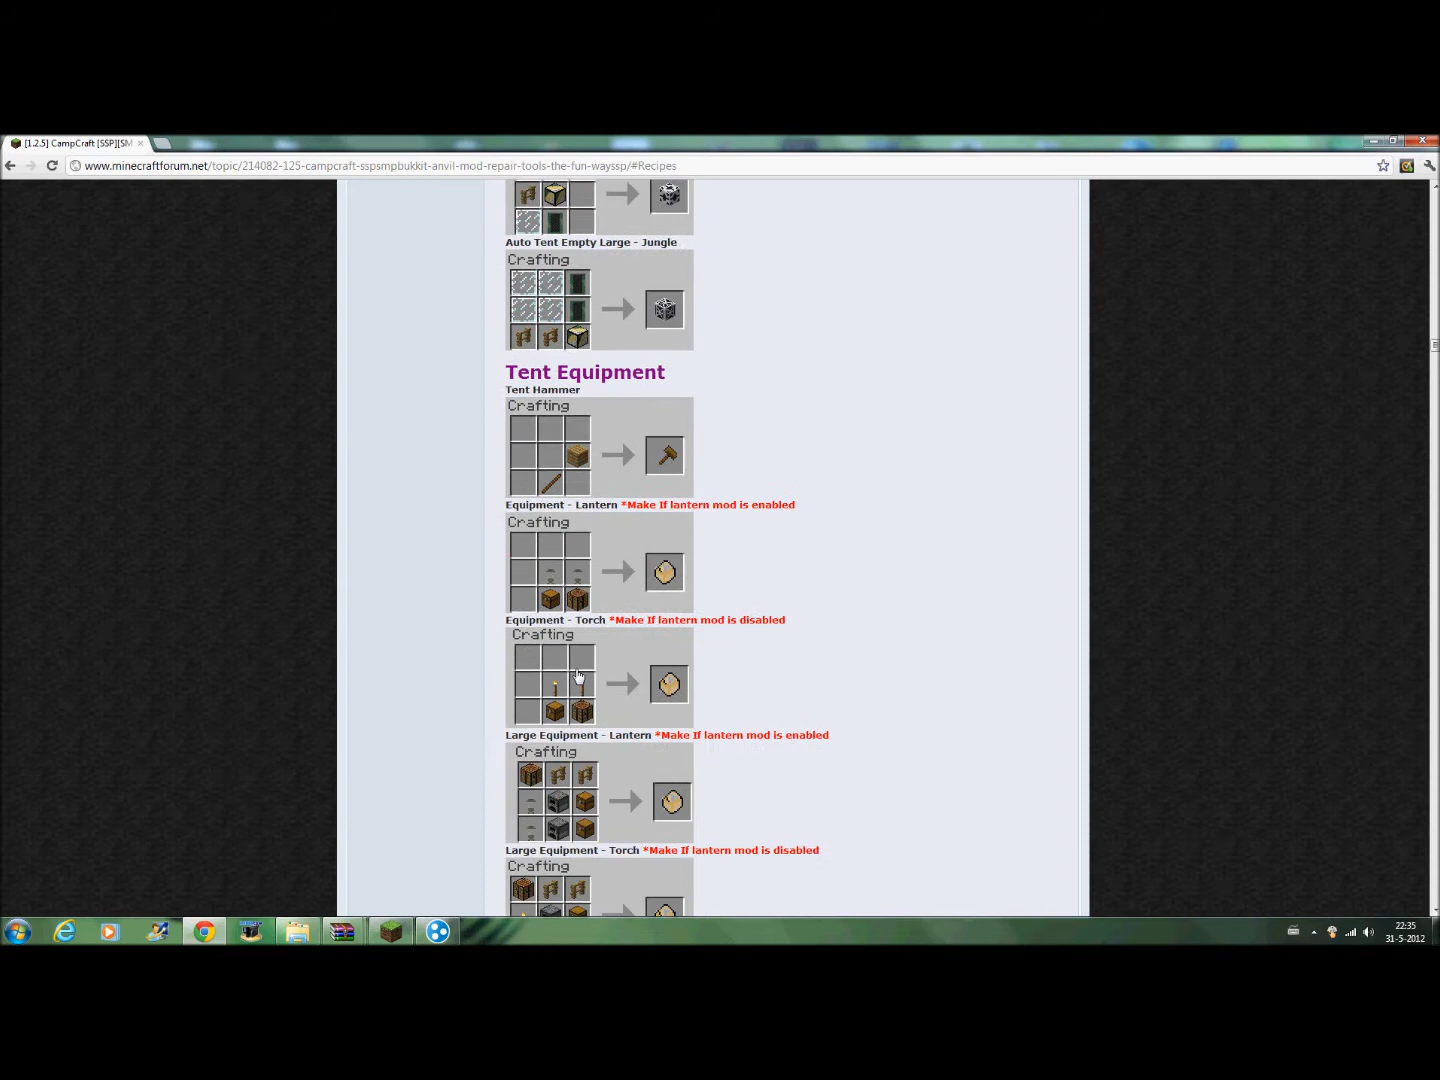 [1.2.5] CampCraft [SSP][SM
www.minecraftforum.net/topic/214082-125-campcraft-sspsmpbukkit-anvil-mod-repair-tools-the-fun-wayssp/#Recipes
Auto Tent Empty Large - Jungle
Crafting
Tent Equipment
Tent Hammer
Crafting
Equipment - Lantern *Make If lantern mod is enabled
Crafting
Equipment - Torch *Make If lantern mod is disabled
Crafting
Large Equipment - Lantern *Make If lantern mod is enabled
Crafting
Large Equipment - Torch *Make If lantern mod is disabled
Crafting
22:35
31-5-2012